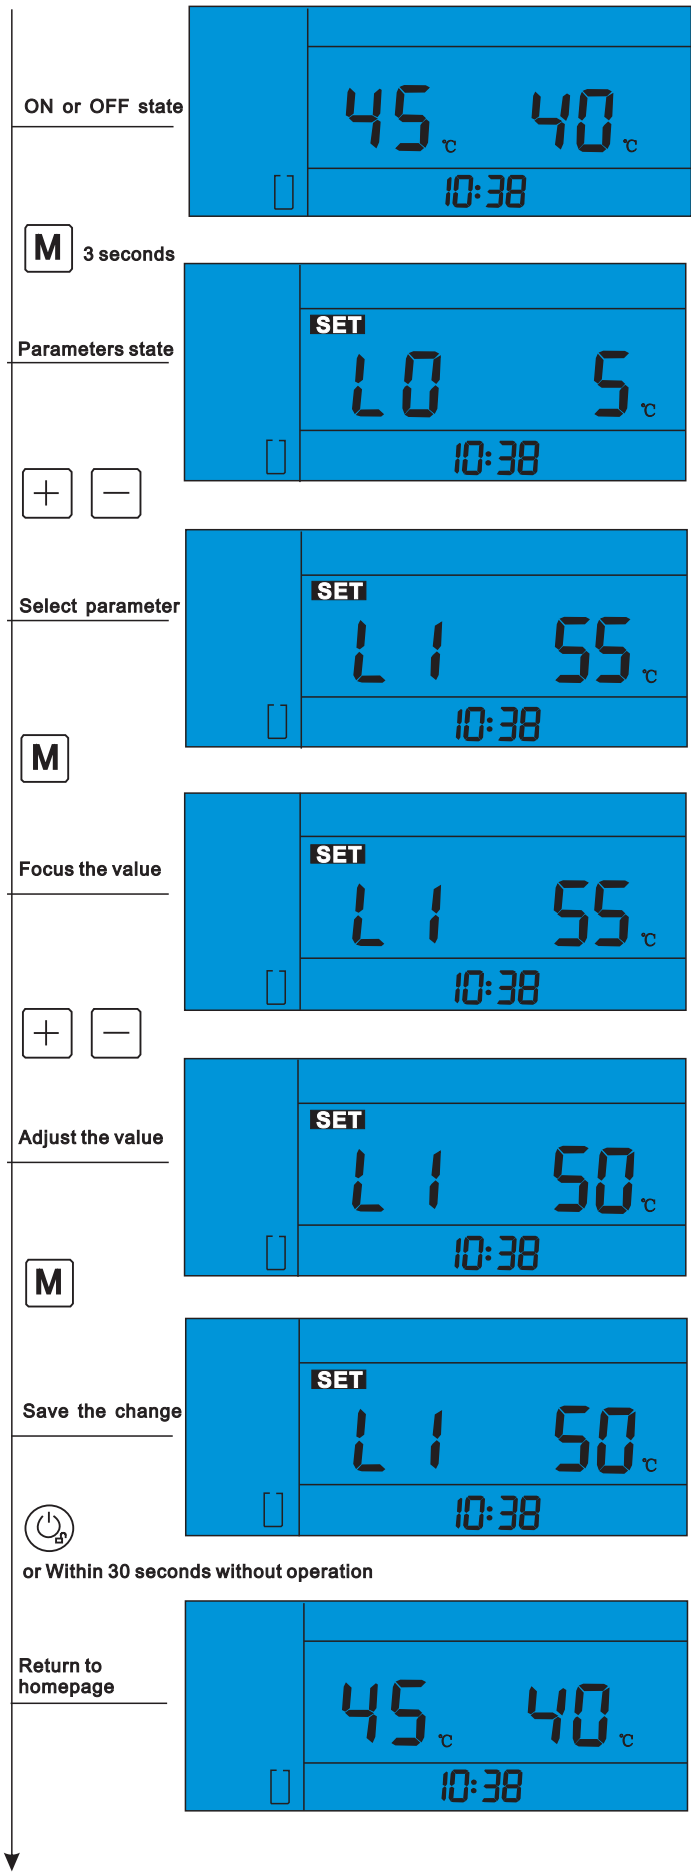 ON or OFF state
45 ℃ 40 ℃
10:38
M 3 seconds
SET
Parameters state
L0 5 ℃
10:38
+ −
SET
Select parameter
L1 55 ℃
10:38
M
SET
Focus the value
L1 55 ℃
10:38
+ −
SET
Adjust the value
L1 50 ℃
10:38
M
SET
Save the change
L1 50 ℃
10:38
or Within 30 seconds without operation
Return to
homepage
45 ℃ 40 ℃
10:38